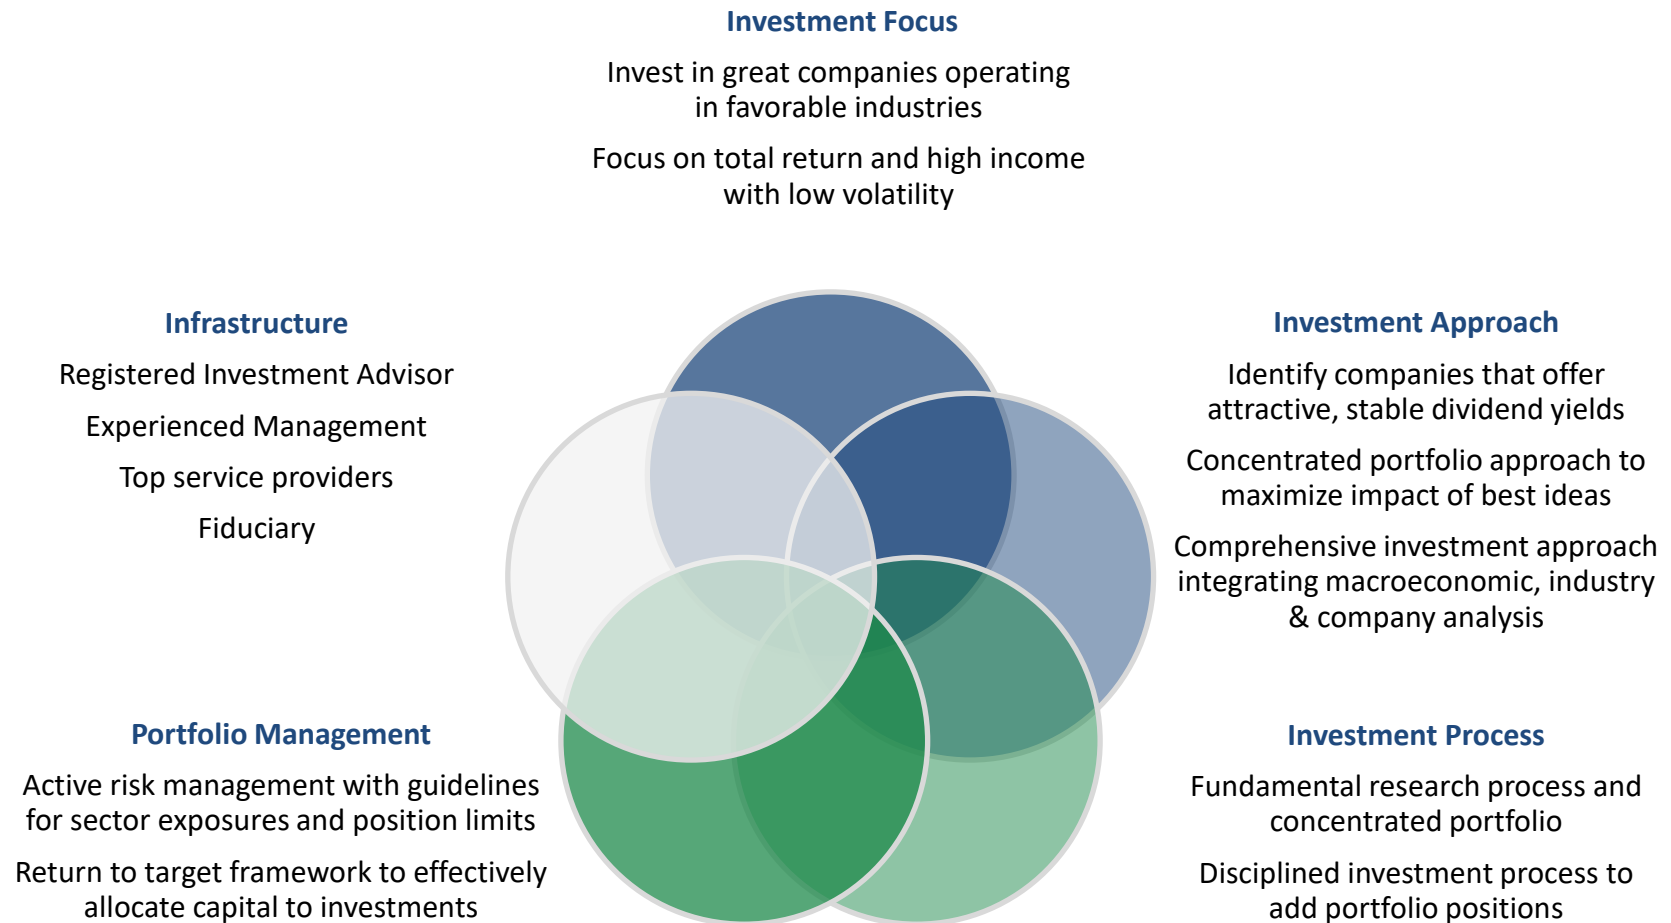 Investment Focus
Invest in great companies operating
in favorable industries
Focus on total return and high income
with low volatility
Infrastructure
Registered Investment Advisor
Experienced Management
Top service providers
Fiduciary
Investment Approach
Identify companies that offer
attractive, stable dividend yields
Concentrated portfolio approach to
maximize impact of best ideas
Comprehensive investment approach
integrating macroeconomic, industry
& company analysis
Portfolio Management
Active risk management with guidelines
for sector exposures and position limits
Return to target framework to effectively
allocate capital to investments
Investment Process
Fundamental research process and
concentrated portfolio
Disciplined investment process to
add portfolio positions